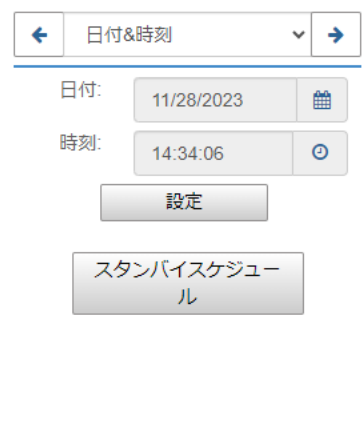 日付&時刻
日付: 11/28/2023
時刻: 14:34:06
設定
スタンバイスケジュー
ル